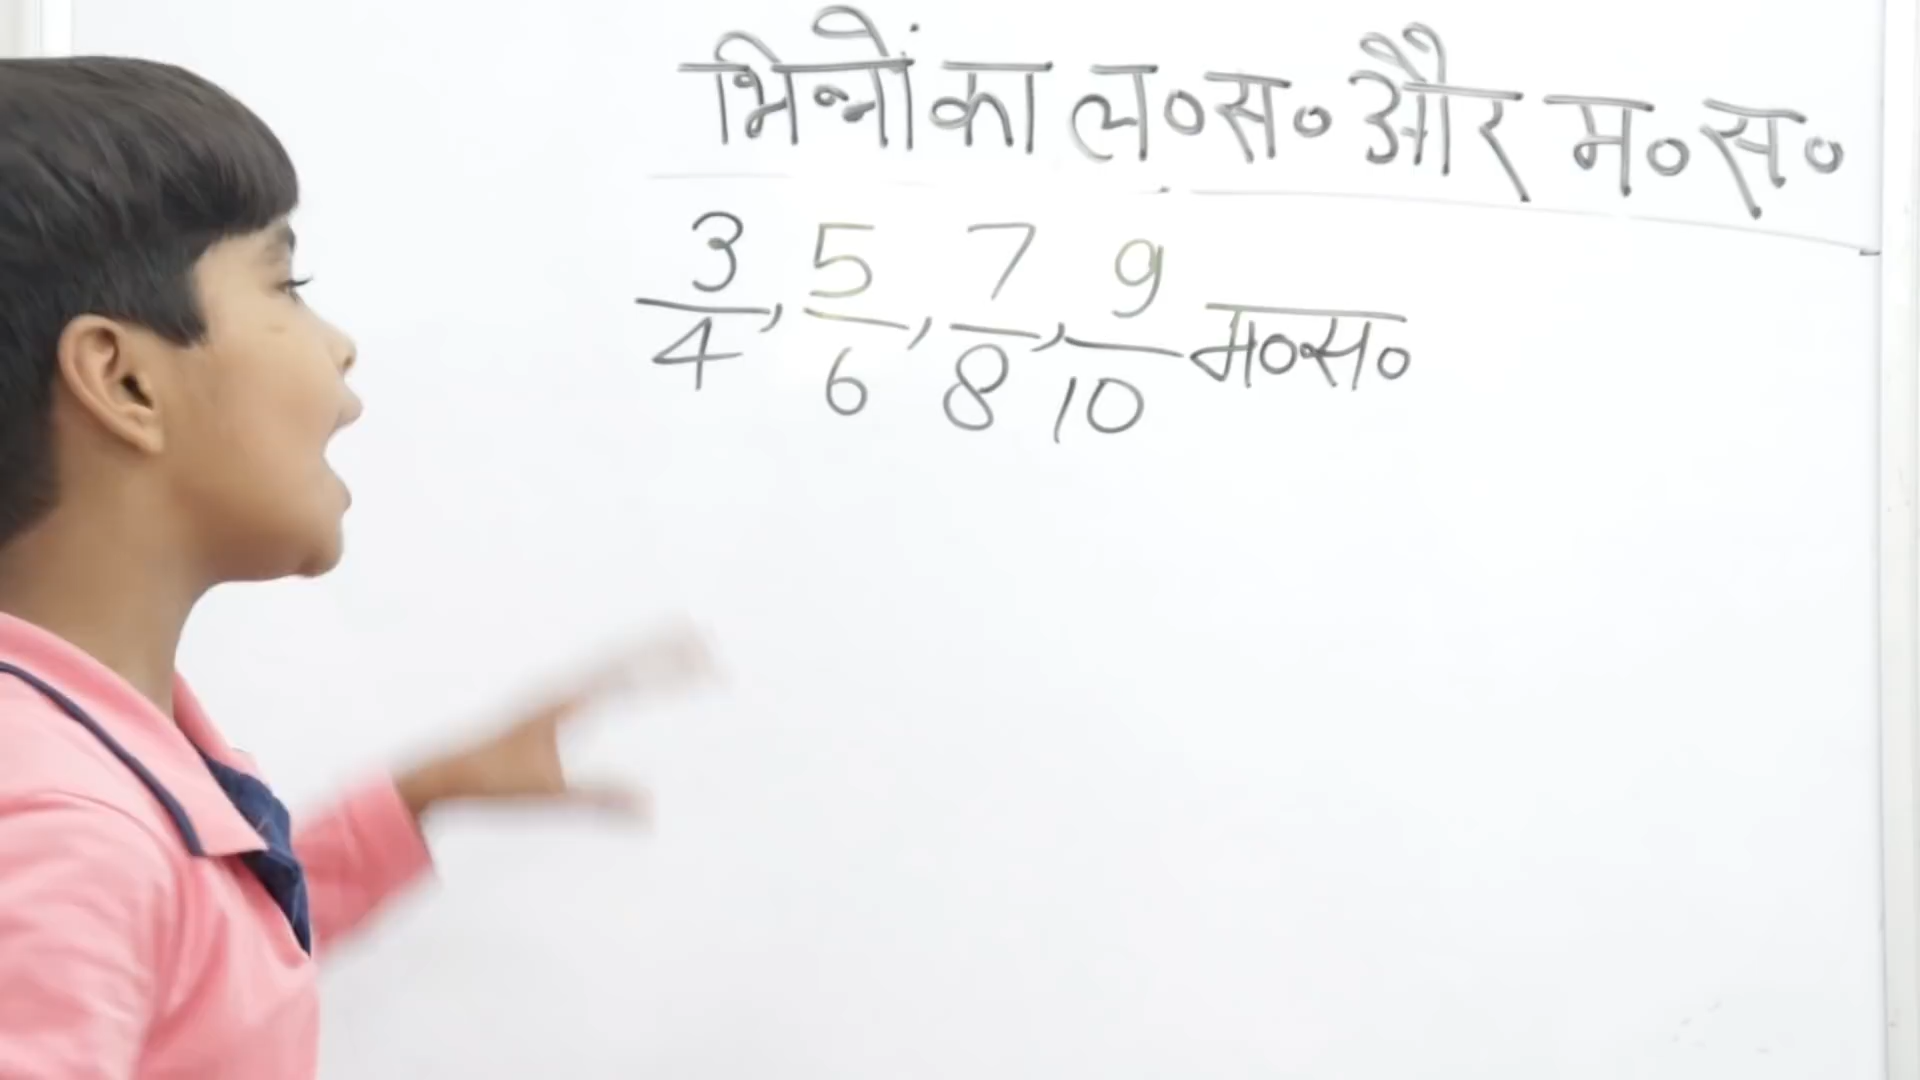 भिन्नों का ल०स० और म०स०
3/4, 5/6, 7/8, 9/10 म०स०